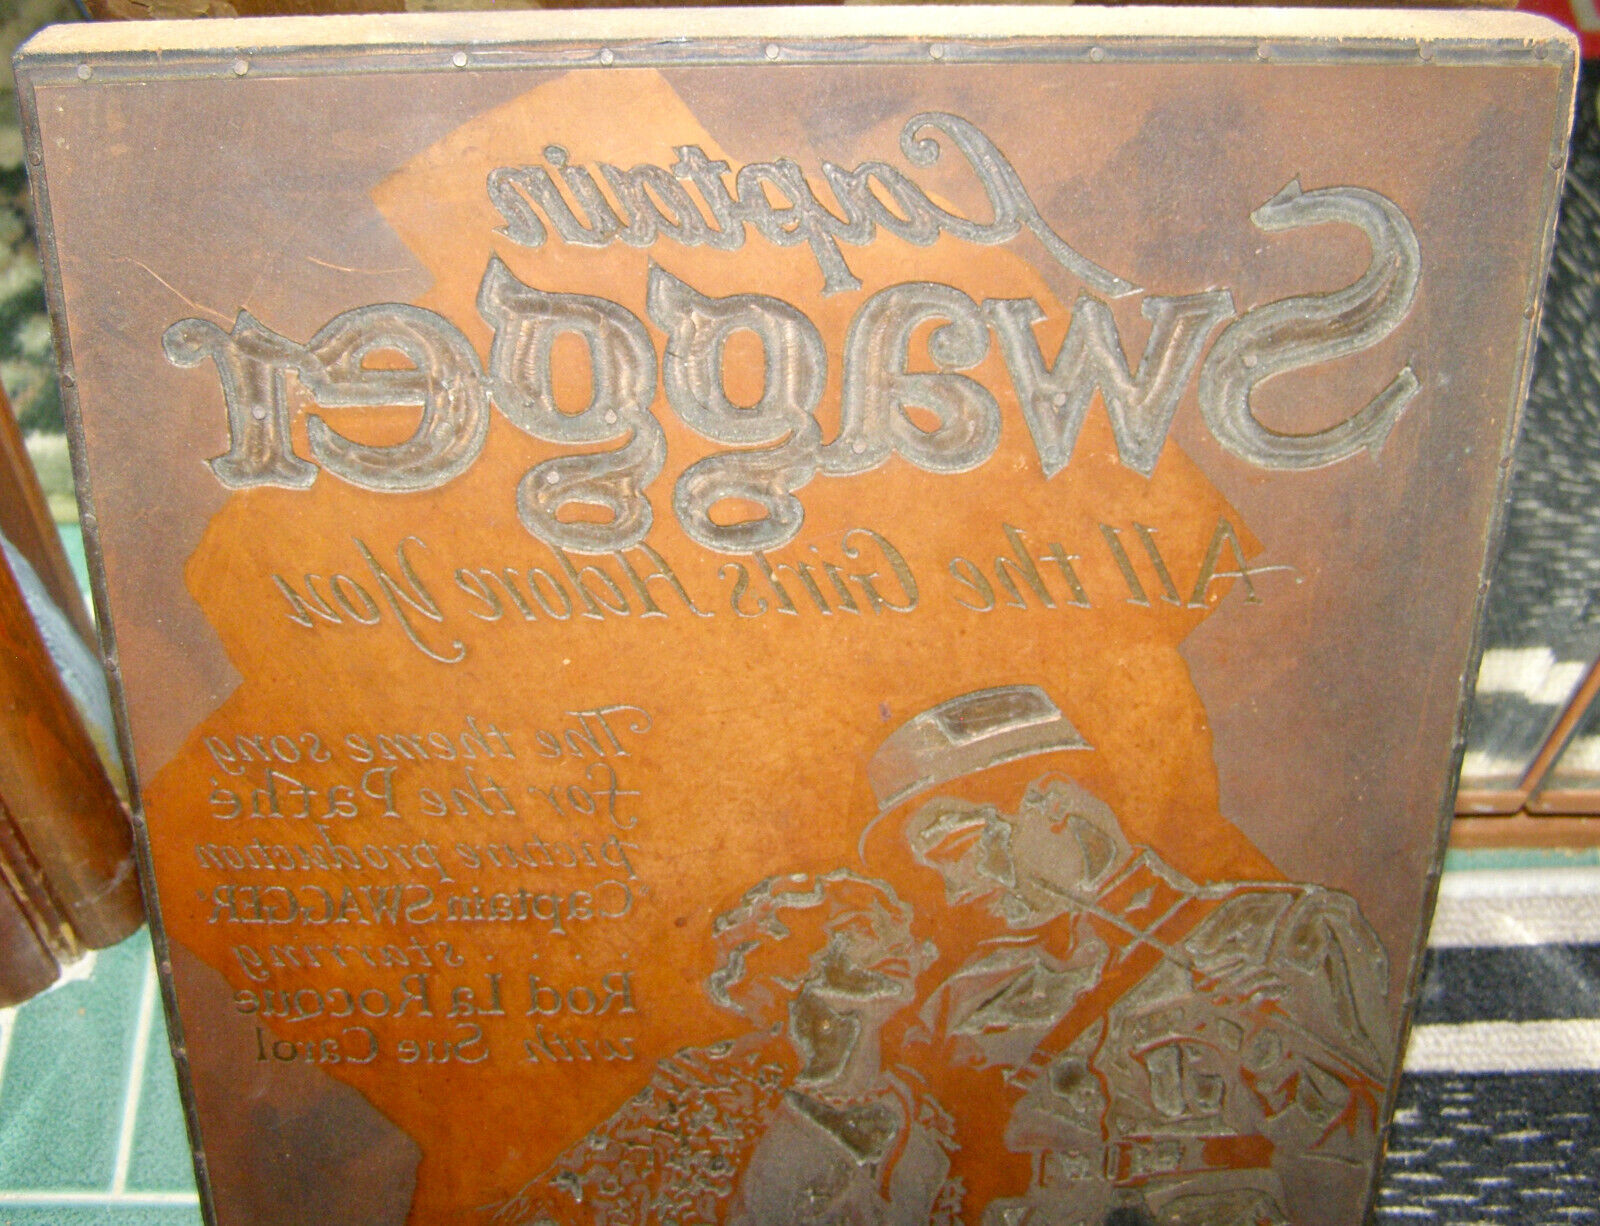 Captain
Swagger
All the Girls Adore You
The theme song
for the Pathé
picture production
'Captain SWAGGER'
. . . . starring
Rod La Rocque
with Sue Carol